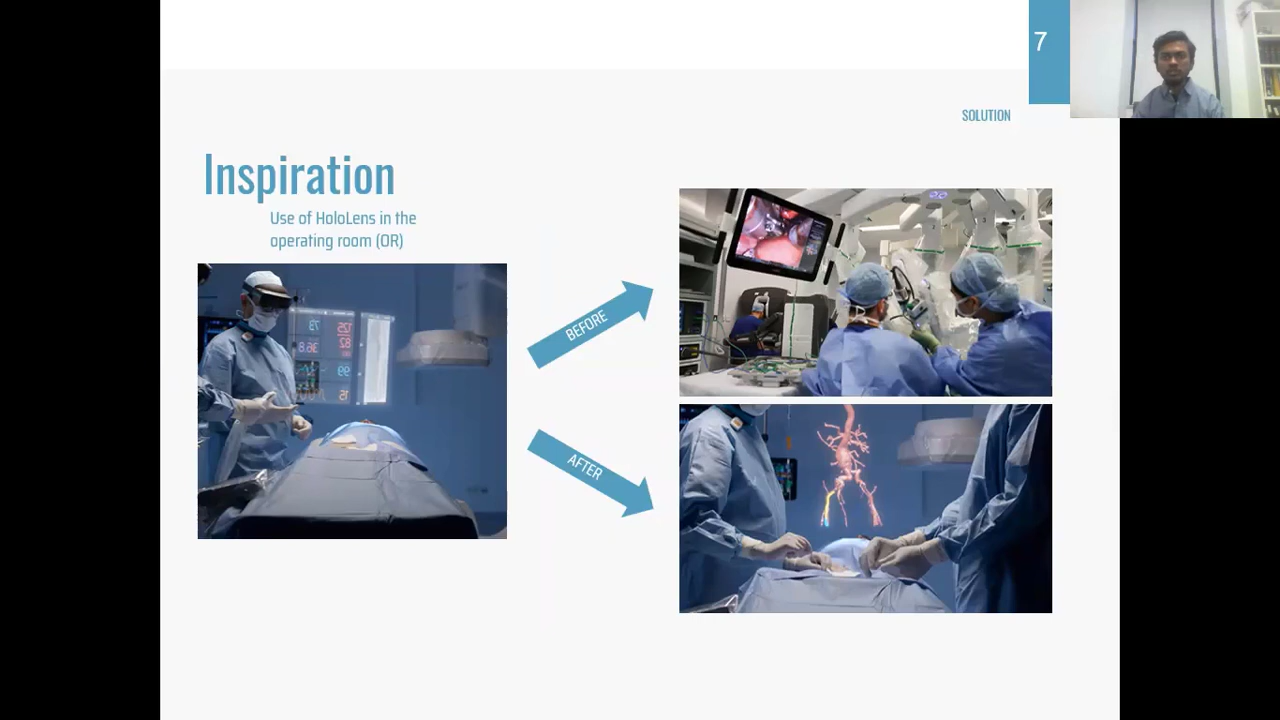 7
SOLUTION
Inspiration
Use of HoloLens in the
operating room (OR)
BEFORE
AFTER